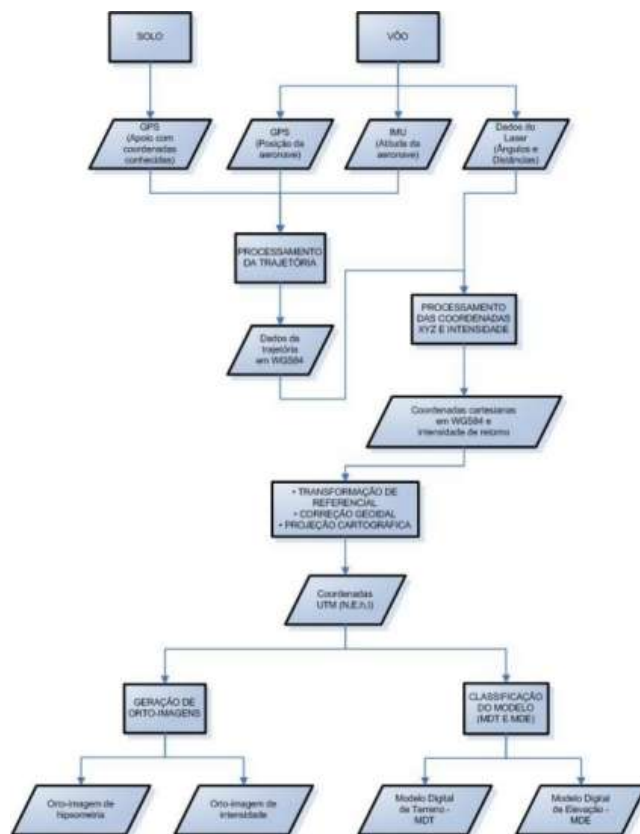 SOLO
VÔO
GPS
(Apoio com
coordenadas
conhecidas)
GPS
(Posição da
aeronave)
IMU
(Atitude da
aeronave)
Dados do
Laser
(Ângulos e
Distâncias)
PROCESSAMENTO
DA TRAJETÓRIA
PROCESSAMENTO
DAS COORDENADAS
XYZ E INTENSIDADE
Dados da
trajetória
em WGS84
Coordenadas cartesianas
em WGS84 e
intensidade de retorno
• TRANSFORMAÇÃO DE
REFERENCIAL
• CORREÇÃO GEOIDAL
• PROJEÇÃO CARTOGRÁFICA
Coordenadas
UTM (N,E,h,I)
GERAÇÃO DE
ORTO-IMAGENS
CLASSIFICAÇÃO
DO MODELO
(MDT E MDE)
Orto-imagem de
hipsometria
Orto-imagem de
intensidade
Modelo Digital
de Terreno -
MDT
Modelo Digital
de Elevação -
MDE